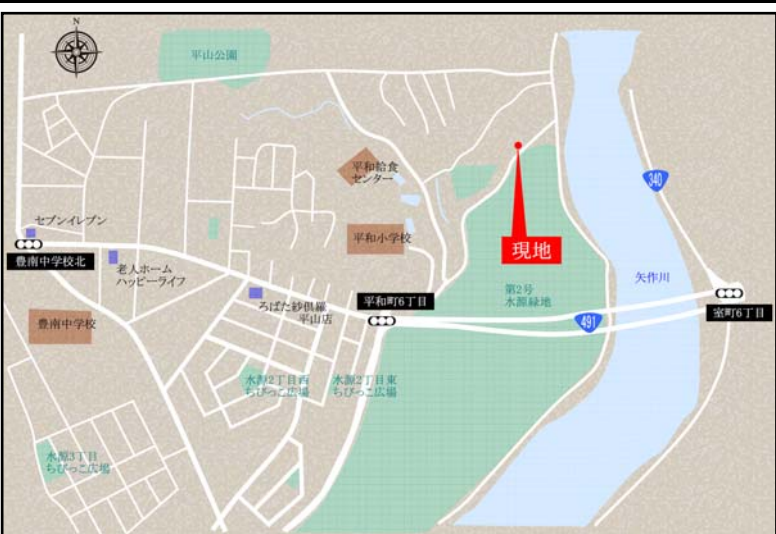 N
平山公園
平和給食
センター
340
セブンイレブン
平和小学校
現地
豊南中学校北
老人ホーム
ハッピーライフ
矢作川
第2号
水源緑地
ろばた紗倶羅
平山店
平和町6丁目
室町6丁目
491
豊南中学校
水源2丁目西
ちびっこ広場
水源2丁目東
ちびっこ広場
水源3丁目
ちびっこ広場